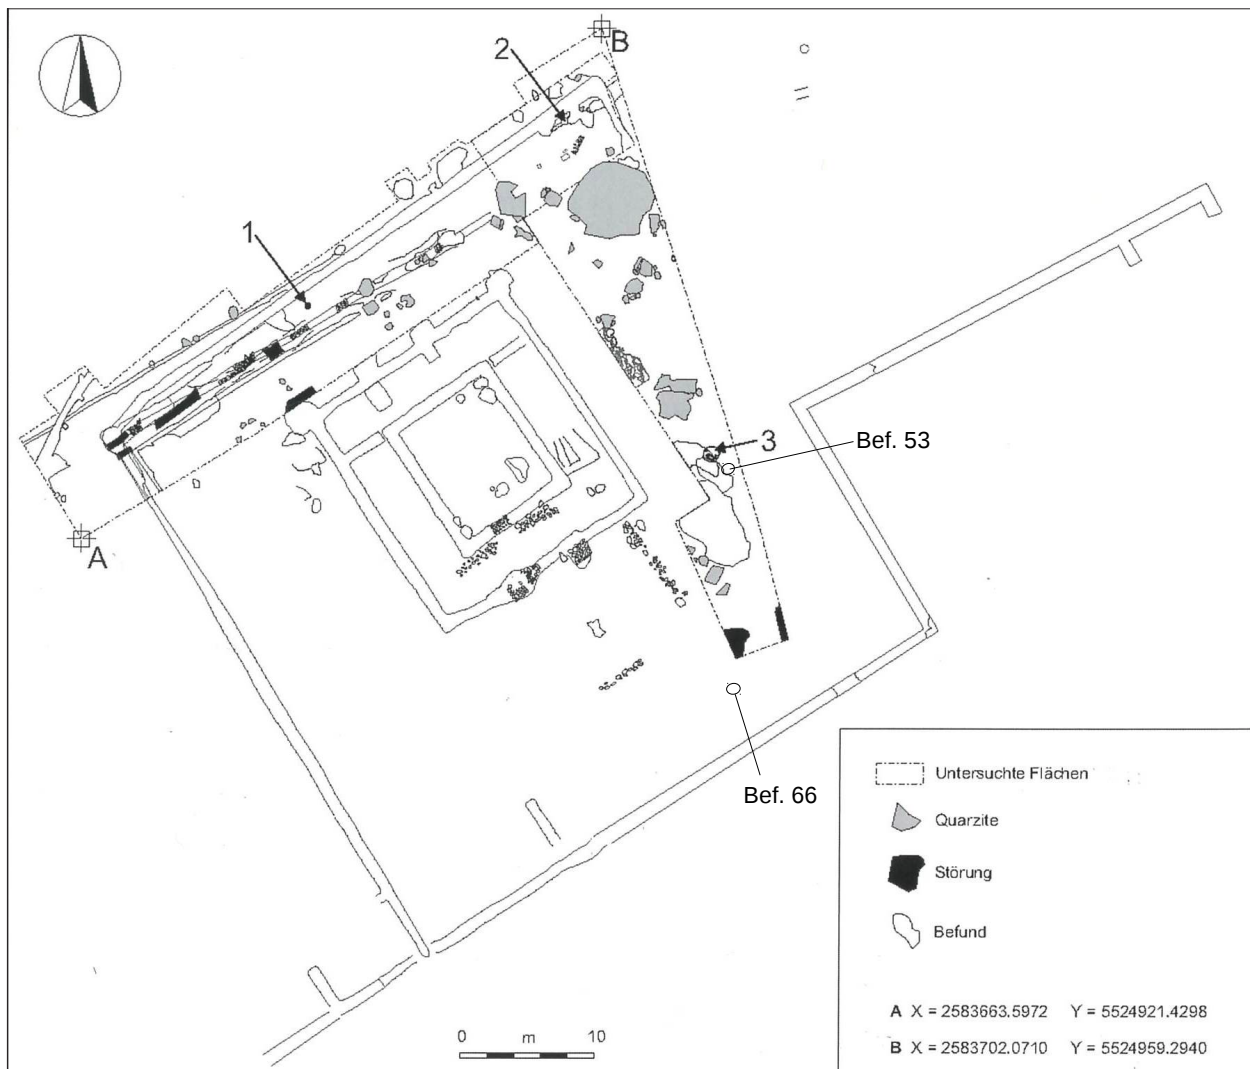 B
2
1
3
Bef. 53
A
Bef. 66
Untersuchte Flächen
Quarzite
Störung
Befund
0 m 10
A X = 2583663.5972 Y = 5524921.4298
B X = 2583702.0710 Y = 5524959.2940